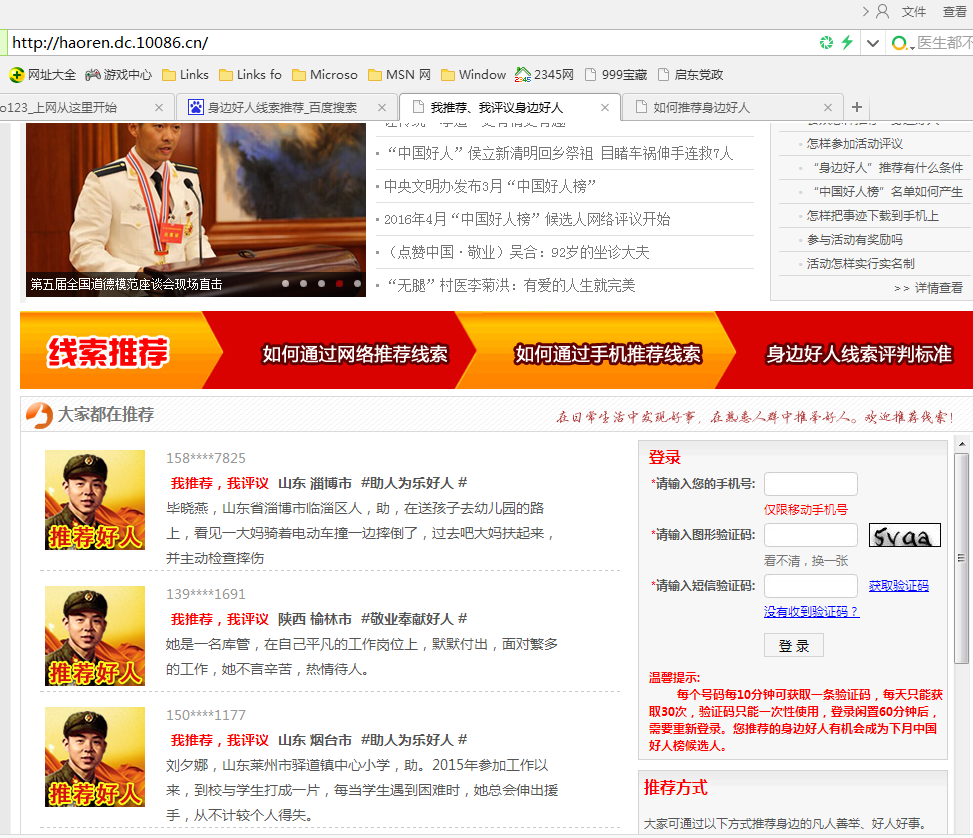 文件 查看
http://haoren.dc.10086.cn/
医生都不
网址大全 游戏中心 Links Links fo Microso MSN 网 Window 2345网 999宝藏 启东党政
o123_上网从这里开始
身边好人线索推荐_百度搜索
我推荐、我评议身边好人
如何推荐身边好人
“中国好人”侯立新清明回乡祭祖 目睹车祸伸手连救7人
中央文明办发布3月“中国好人榜”
2016年4月“中国好人榜”候选人网络评议开始
（点赞中国·敬业）吴合：92岁的坐诊大夫
“无腿”村医李菊洪：有爱的人生就完美
第五届全国道德模范座谈会现场直击
怎样参加活动评议
“身边好人”推荐有什么条件
“中国好人榜”名单如何产生
怎样把事迹下载到手机上
参与活动有奖励吗
活动怎样实行实名制
>> 详情查看
线索推荐
如何通过网络推荐线索
如何通过手机推荐线索
身边好人线索评判标准
大家都在推荐
在日常生活中发现好事，在熟悉人群中推举好人。欢迎推荐线索！
推荐好人
158****7825
我推荐，我评议 山东 淄博市 #助人为乐好人 #
毕晓燕，山东省淄博市临淄区人，助，在送孩子去幼儿园的路
上，看见一大妈骑着电动车撞一边摔倒了，过去吧大妈扶起来，
并主动检查摔伤
推荐好人
139****1691
我推荐，我评议 陕西 榆林市 #敬业奉献好人 #
她是一名库管，在自己平凡的工作岗位上，默默付出，面对繁多
的工作，她不言辛苦，热情待人。
推荐好人
150****1177
我推荐，我评议 山东 烟台市 #助人为乐好人 #
刘夕娜，山东莱州市驿道镇中心小学，助。2015年参加工作以
来，到校与学生打成一片，每当学生遇到困难时，她总会伸出援
手，从不计较个人得失。
登录
*请输入您的手机号:
仅限移动手机号
*请输入图形验证码:
5vaa
看不清，换一张
*请输入短信验证码:
获取验证码
没有收到验证码？
登 录
温馨提示:
每个号码每10分钟可获取一条验证码，每天只能获
取30次，验证码只能一次性使用，登录闲置60分钟后，
需要重新登录。您推荐的身边好人有机会成为下月中国
好人榜候选人。
推荐方式
大家可通过以下方式推荐身边的凡人善举、好人好事。